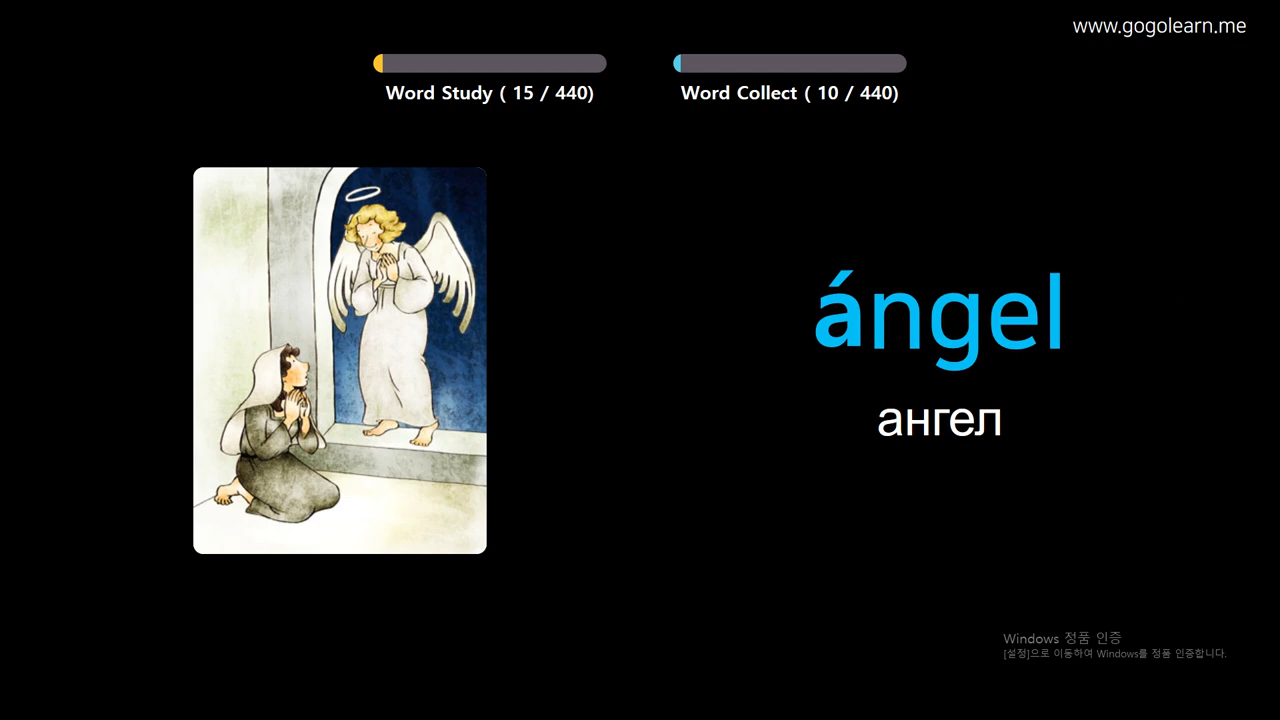 www.gogolearn.me
Word Study ( 15 / 440)
Word Collect ( 10 / 440)
ángel
ангел
Windows 정품 인증
[설정]으로 이동하여 Windows를 정품 인증합니다.